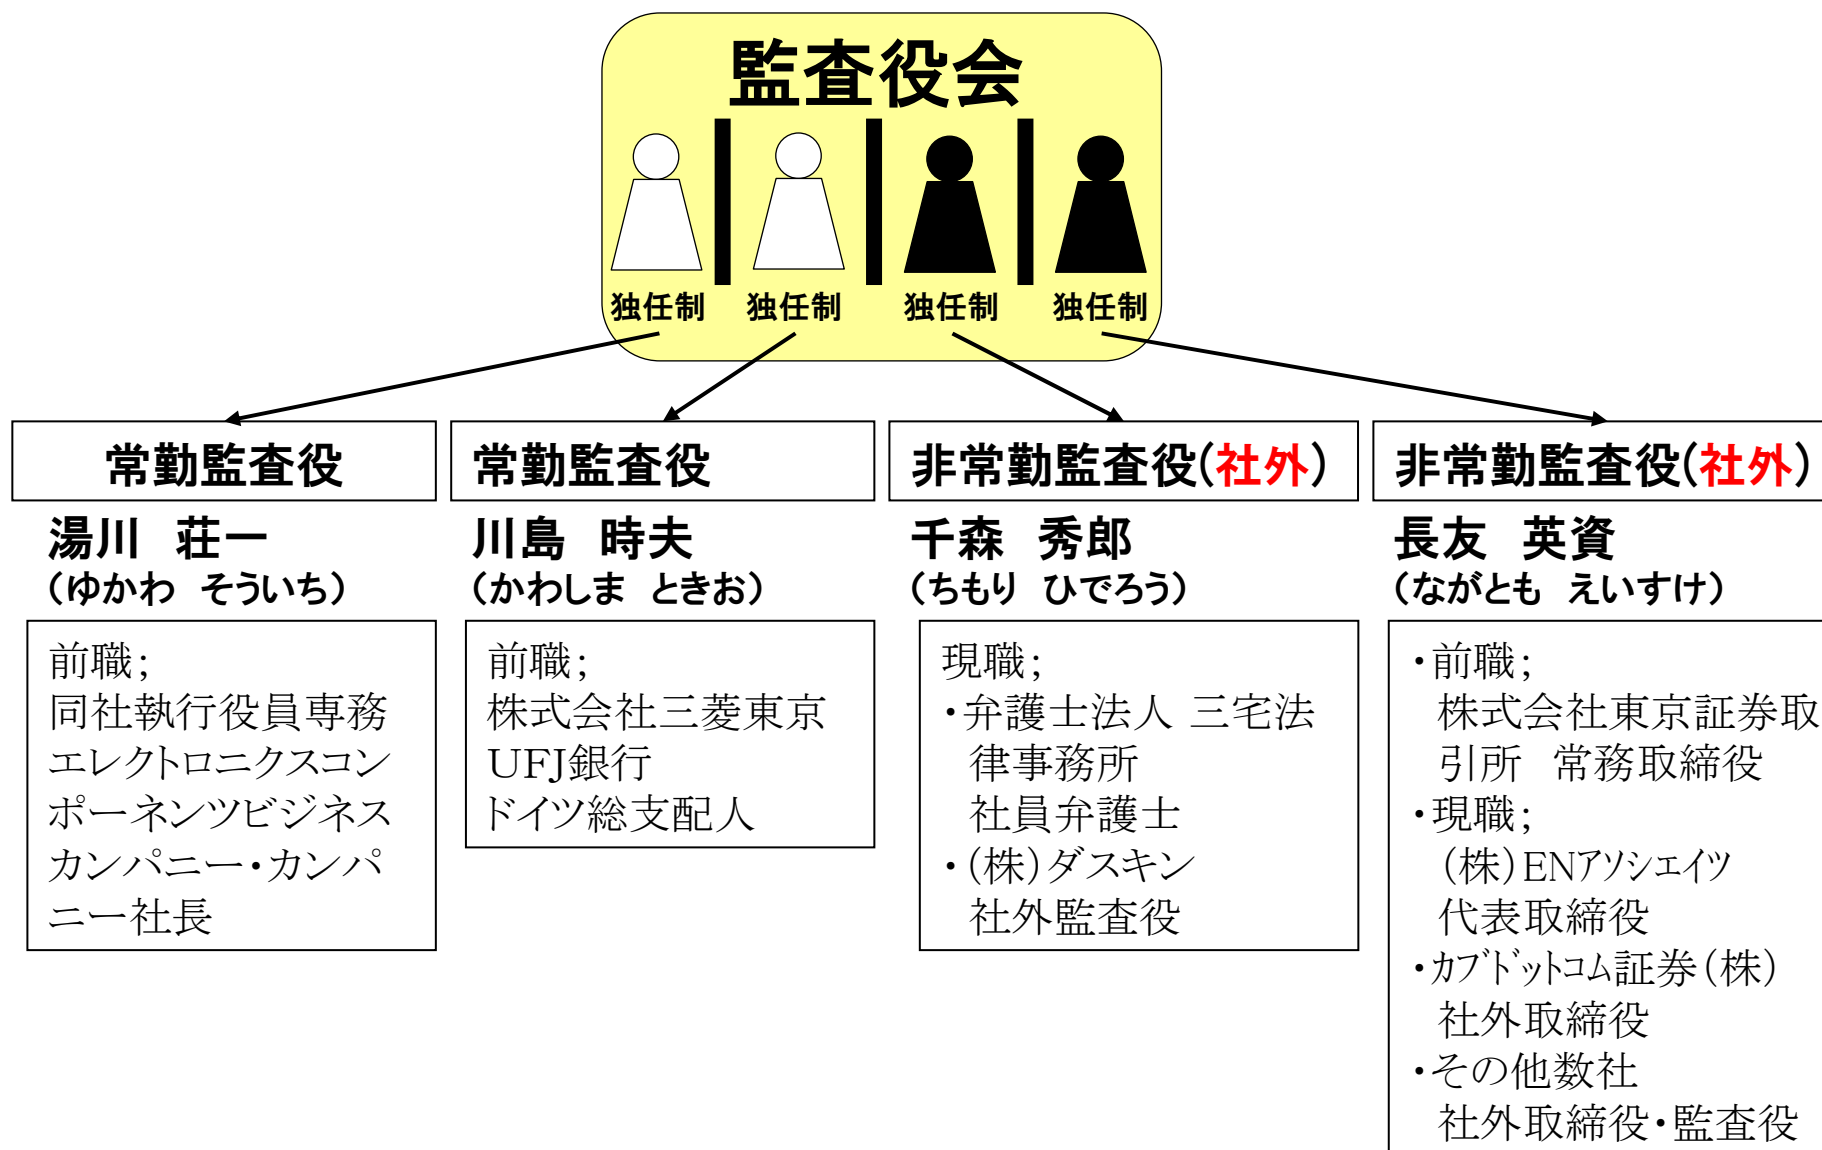 監査役会
独任制 独任制 独任制 独任制
常勤監査役
湯川　荘一
(ゆかわ　そういち)
前職;
同社執行役員専務
エレクトロニクスコン
ポーネンツビジネス
カンパニー・カンパ
ニー社長
常勤監査役
川島　時夫
(かわしま　ときお)
前職;
株式会社三菱東京
UFJ銀行
ドイツ総支配人
非常勤監査役(社外)
千森　秀郎
(ちもり　ひでろう)
現職;
・弁護士法人 三宅法
律事務所
社員弁護士
・(株)ダスキン
社外監査役
非常勤監査役(社外)
長友　英資
(ながとも　えいすけ)
・前職;
株式会社東京証券取
引所　常務取締役
・現職;
(株)ENアソシエイツ
代表取締役
・カブドットコム証券(株)
社外取締役
・その他数社
社外取締役・監査役